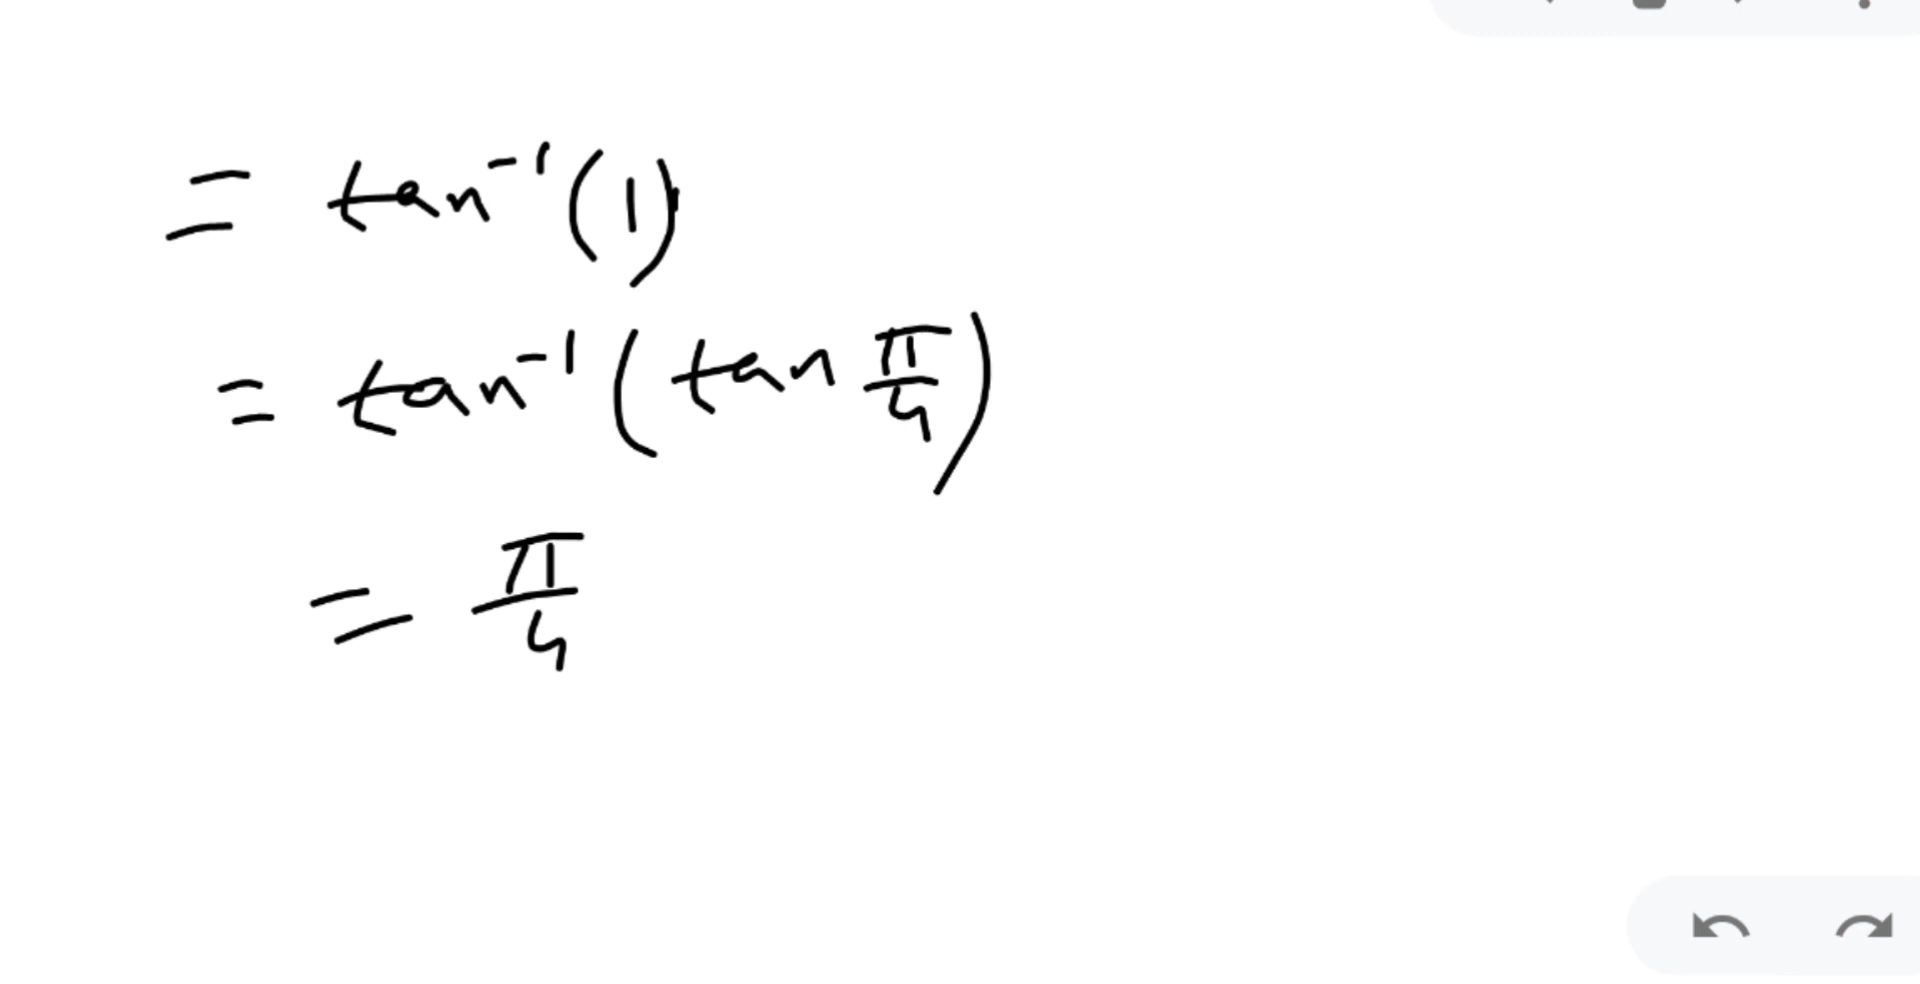 = tan⁻¹(1)
= tan⁻¹(tan π/4)
= π/4